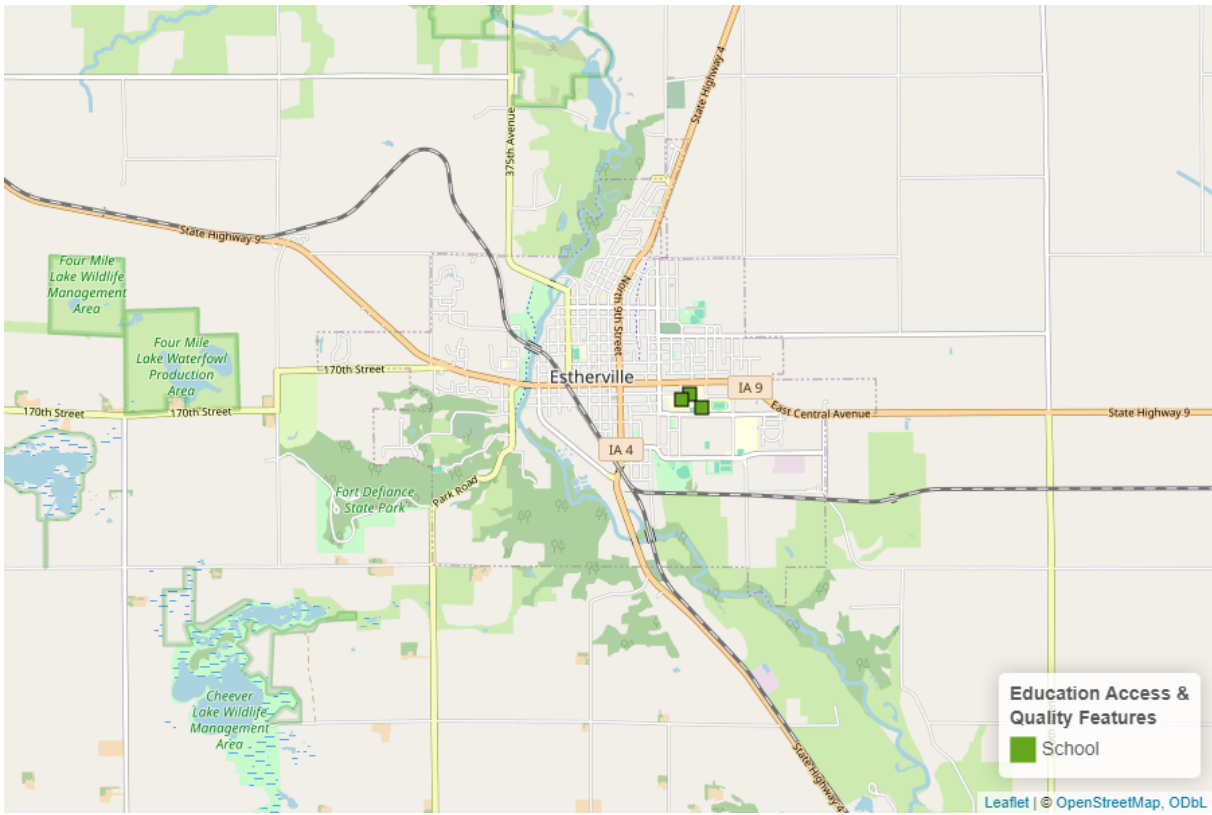 State Highway 4
375th Avenue
State Highway 9
Four Mile
Lake Wildlife
Management
Area
North 9th Street
Four Mile
Lake Waterfowl
Production
Area
170th Street
Estherville
IA 9
170th Street
170th Street
East Central Avenue
State Highway 9
IA 4
Fort Defiance
State Park
Park Road
Cheever
Lake Wildlife
Management
Area
State Highway 4
Education Access &
Quality Features
School
Leaflet | © OpenStreetMap, ODbL